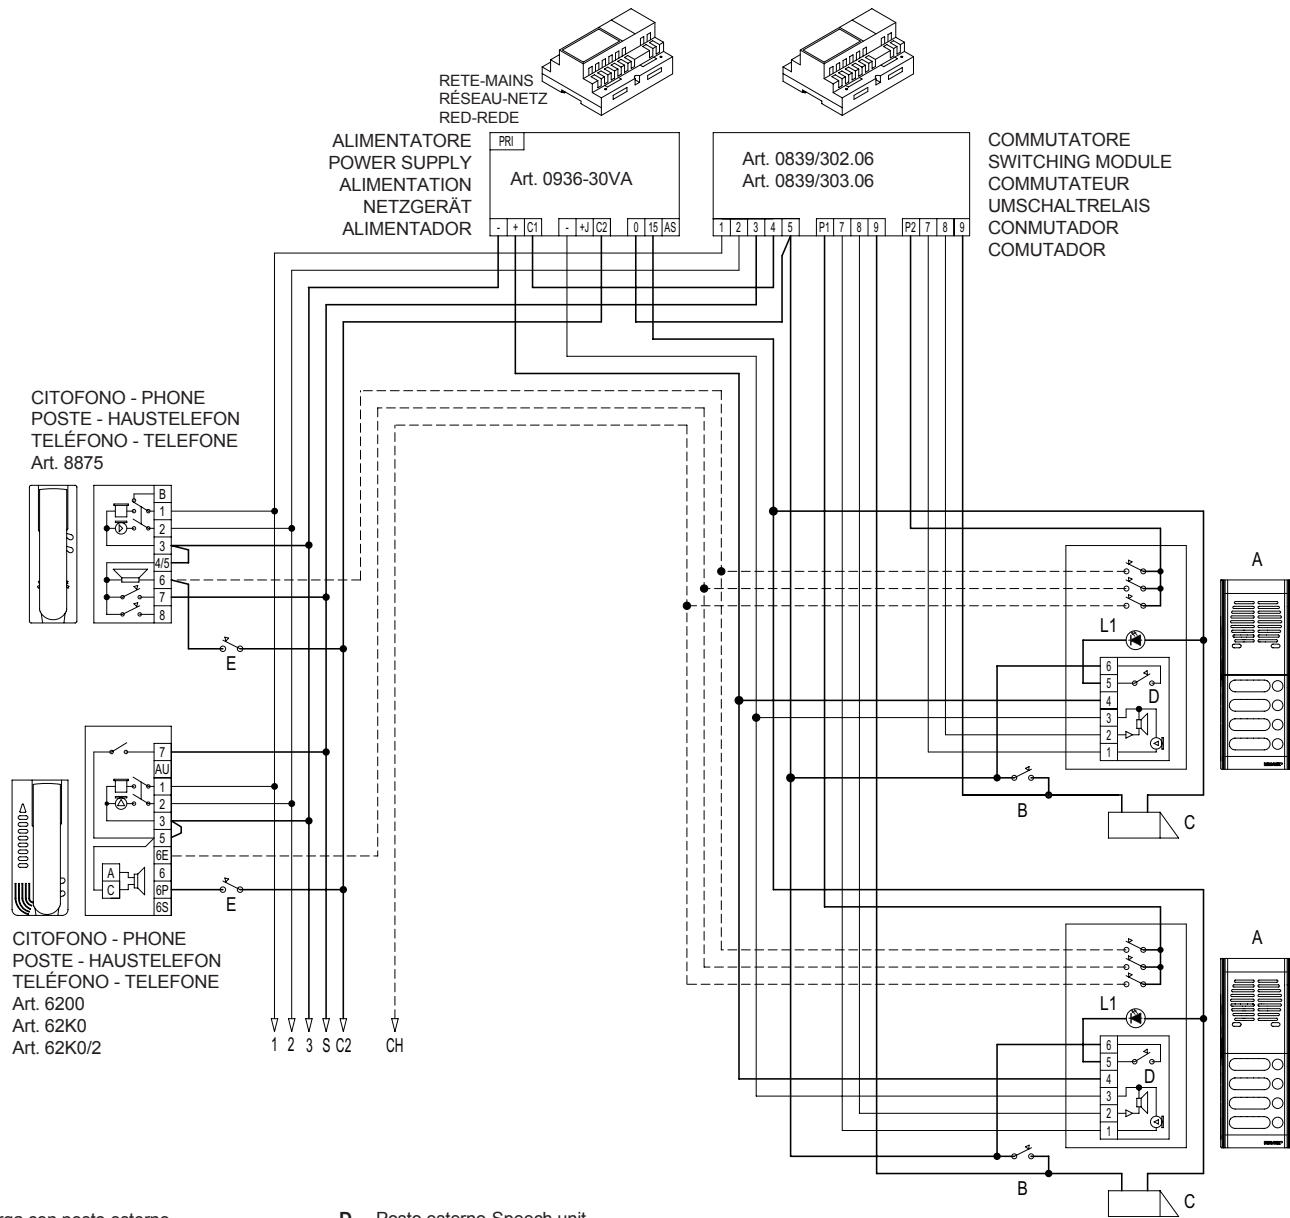 RETE-MAINS
RÉSEAU-NETZ
RED-REDE
ALIMENTATORE
POWER SUPPLY
ALIMENTATION
NETZGERÄT
ALIMENTADOR
PRI
Art. 0936-30VA
- + C1 - +J C2 0 15 AS
Art. 0839/302.06
Art. 0839/303.06
1 2 3 4 5 P1 7 8 9 P2 7 8 9
COMMUTATORE
SWITCHING MODULE
COMMUTATEUR
UMSCHALTRELAIS
CONMUTADOR
COMUTADOR
CITOFONO - PHONE
POSTE - HAUSTELEFON
TELÉFONO - TELEFONE
Art. 8875
B
1
2
3
4/5
6
7
8
E
7
AU
1
2
3
5
6E
6
6P
6S
A
C
E
CITOFONO - PHONE
POSTE - HAUSTELEFON
TELÉFONO - TELEFONE
Art. 6200
Art. 62K0
Art. 62K0/2
1 2 3 S C2 CH
A
L1
6
5
4
3
2
1
D
B
C
A
L1
6
5
4
3
2
1
D
B
C
con posto esterno
D Posto esterno-Speech unit